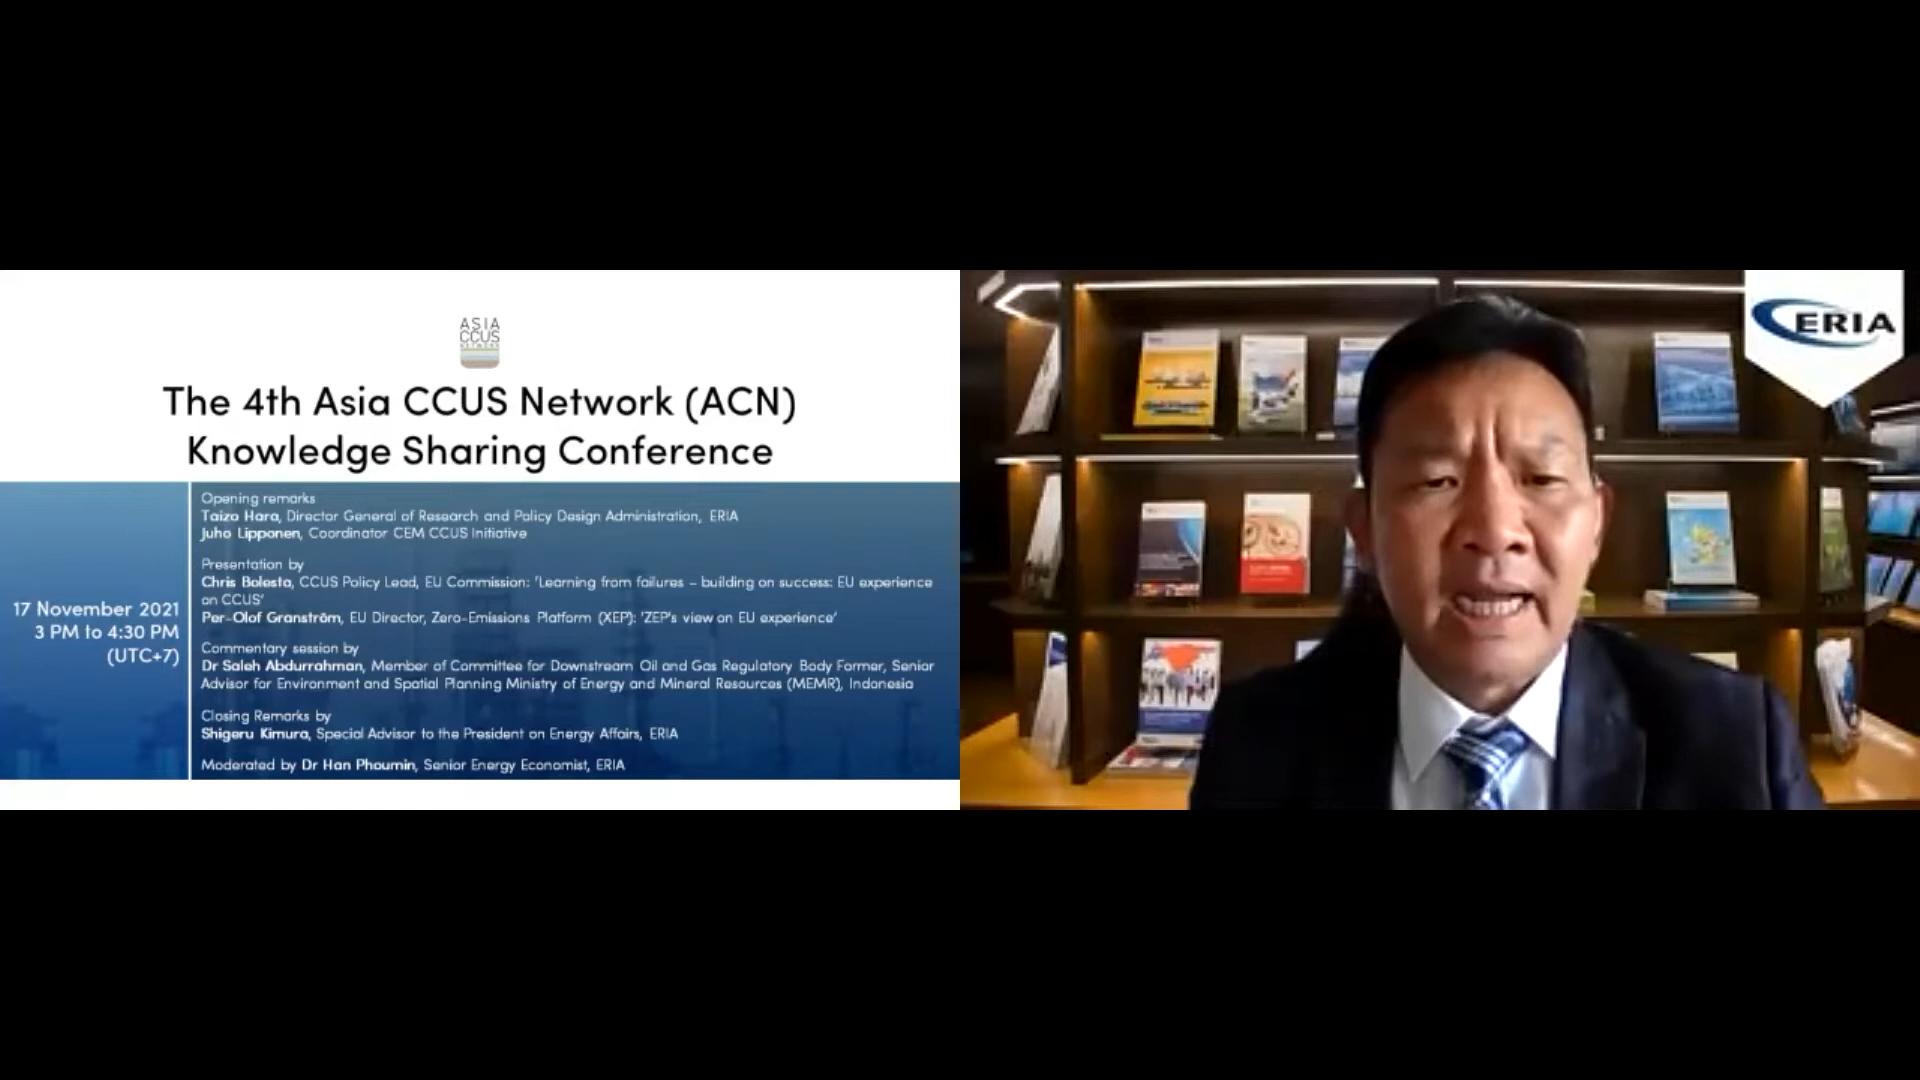 ASIA
CCUS
NETWORK
The 4th Asia CCUS Network (ACN)
Knowledge Sharing Conference
17 November 2021
3 PM to 4:30 PM
(UTC+7)
Opening remarks
Taizo Hara, Director General of Research and Policy Design Administration, ERIA
Juho Lipponen, Coordinator CEM CCUS Initiative
Presentation by
Chris Bolesta, CCUS Policy Lead, EU Commission: 'Learning from failures – building on success: EU experience
on CCUS'
Per-Olof Granström, EU Director, Zero-Emissions Platform (XEP): 'ZEP's view on EU experience'
Commentary session by
Dr Saleh Abdurrahman, Member of Committee for Downstream Oil and Gas Regulatory Body Former, Senior
Advisor for Environment and Spatial Planning Ministry of Energy and Mineral Resources (MEMR), Indonesia
Closing Remarks by
Shigeru Kimura, Special Advisor to the President on Energy Affairs, ERIA
Moderated by Dr Han Phoumin, Senior Energy Economist, ERIA
ERIA